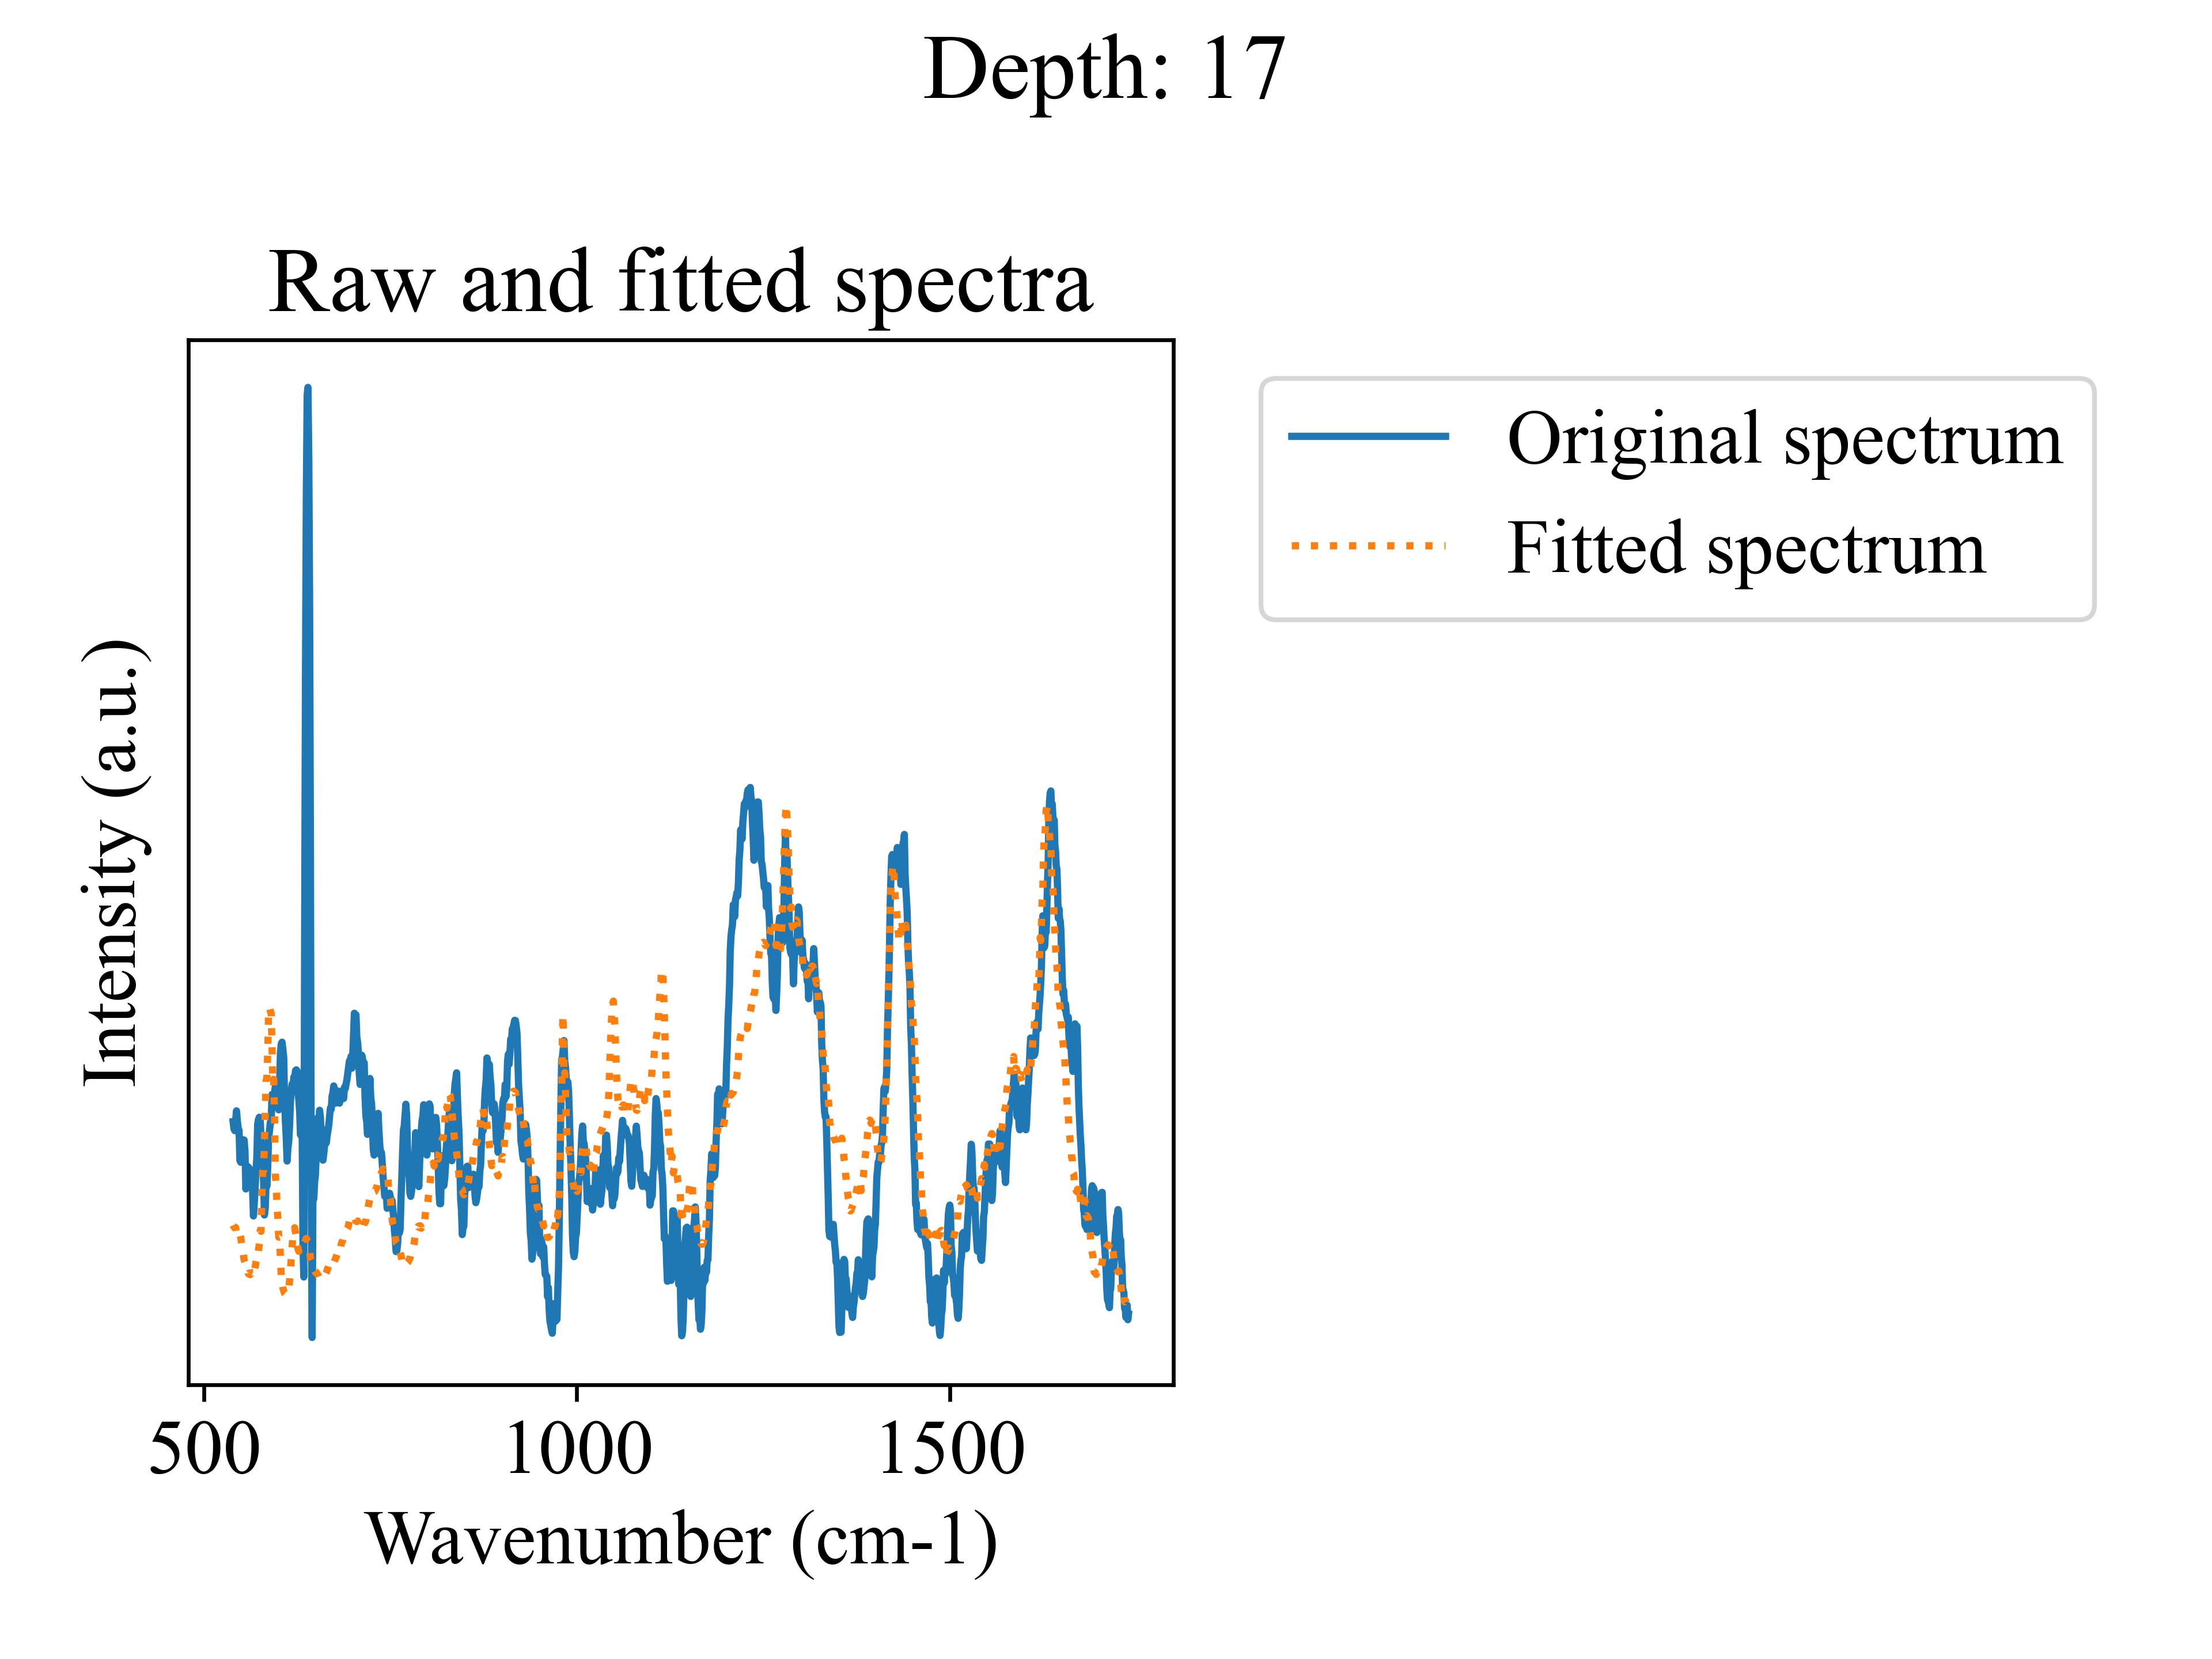 Depth: 17
Raw and fitted spectra
Original spectrum
Fitted spectrum
Intensity (a.u.)
500 1000 1500
Wavenumber (cm-1)